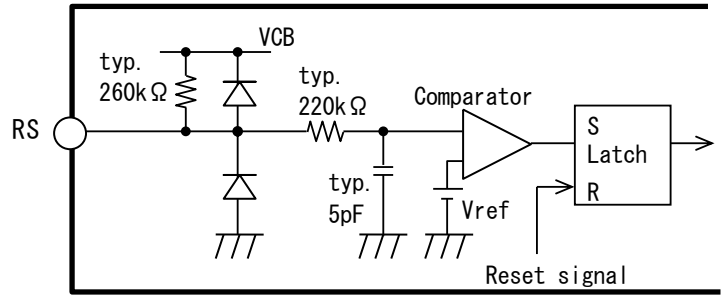 VCB
typ.
260kΩ
typ.
220kΩ
Comparator
RS
S
Latch
R
typ.
5pF
Vref
Reset signal